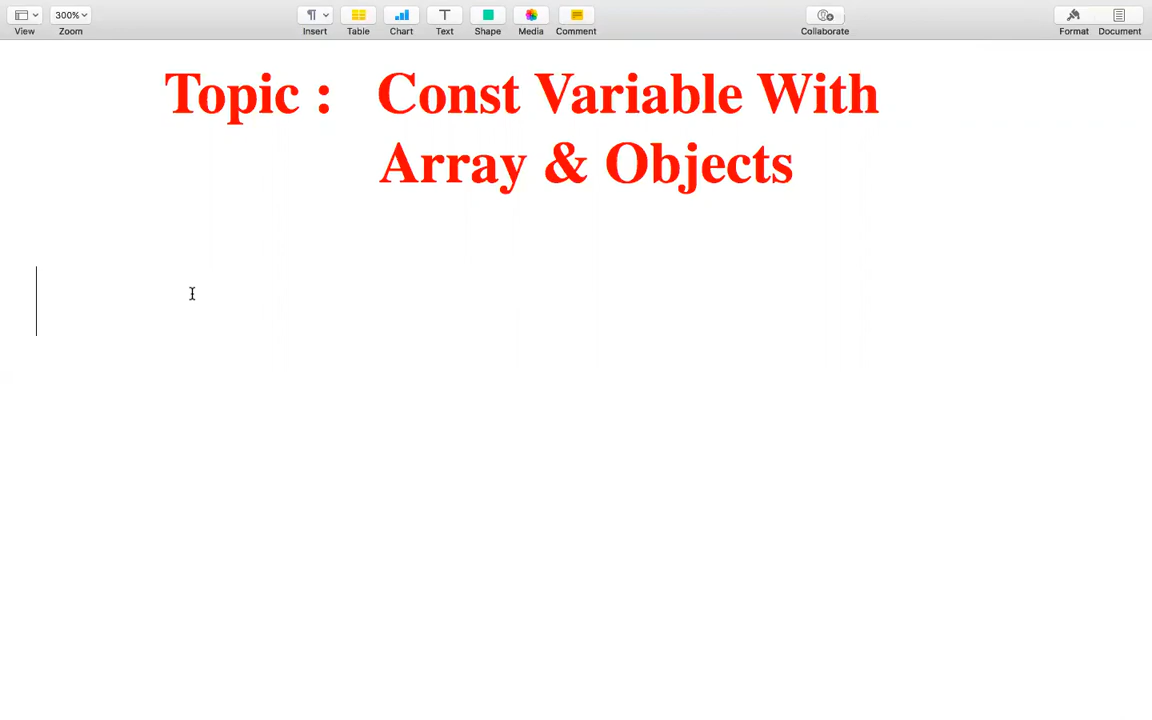 300%
View
Zoom
Insert
Table
Chart
Text
Shape
Media
Comment
Collaborate
Format
Document
Topic : Const Variable With
Array & Objects